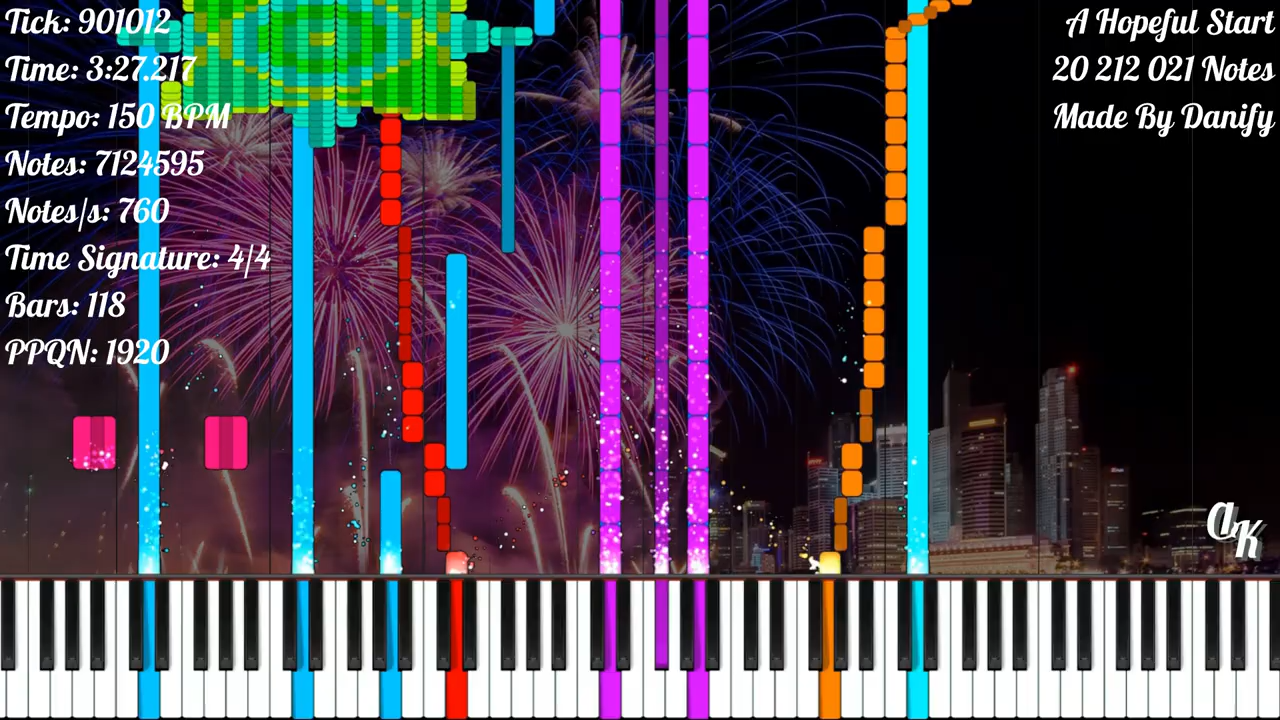 Tick: 901012
Time: 3:27.217
Tempo: 150 BPM
Notes: 7124595
Notes/s: 760
Time Signature: 4/4
Bars: 118
PPQN: 1920
A Hopeful Start
20 212 021 Notes
Made By Danify
aK